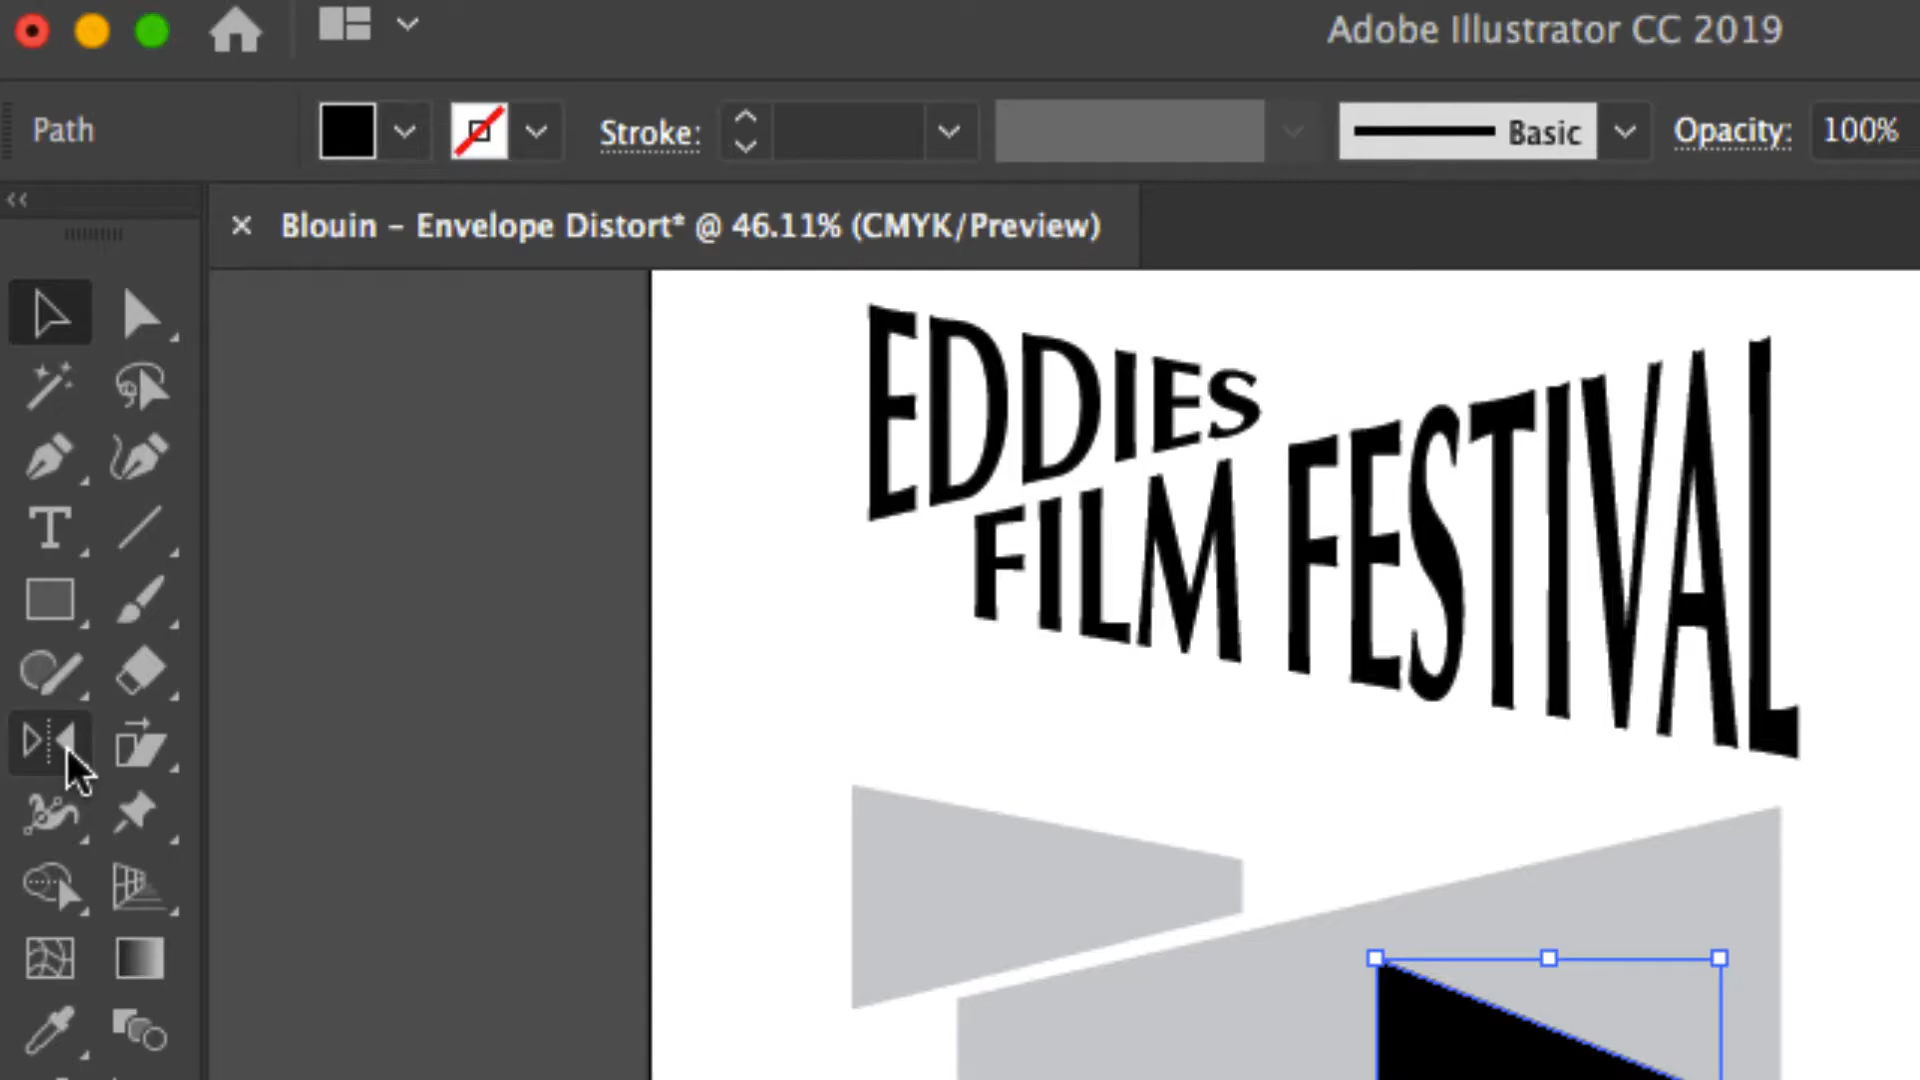 Adobe Illustrator CC 2019
Path
Stroke:
Basic
Opacity:
100%
Blouin – Envelope Distort* @ 46.11% (CMYK/Preview)
EDDIES
FILM FESTIVAL